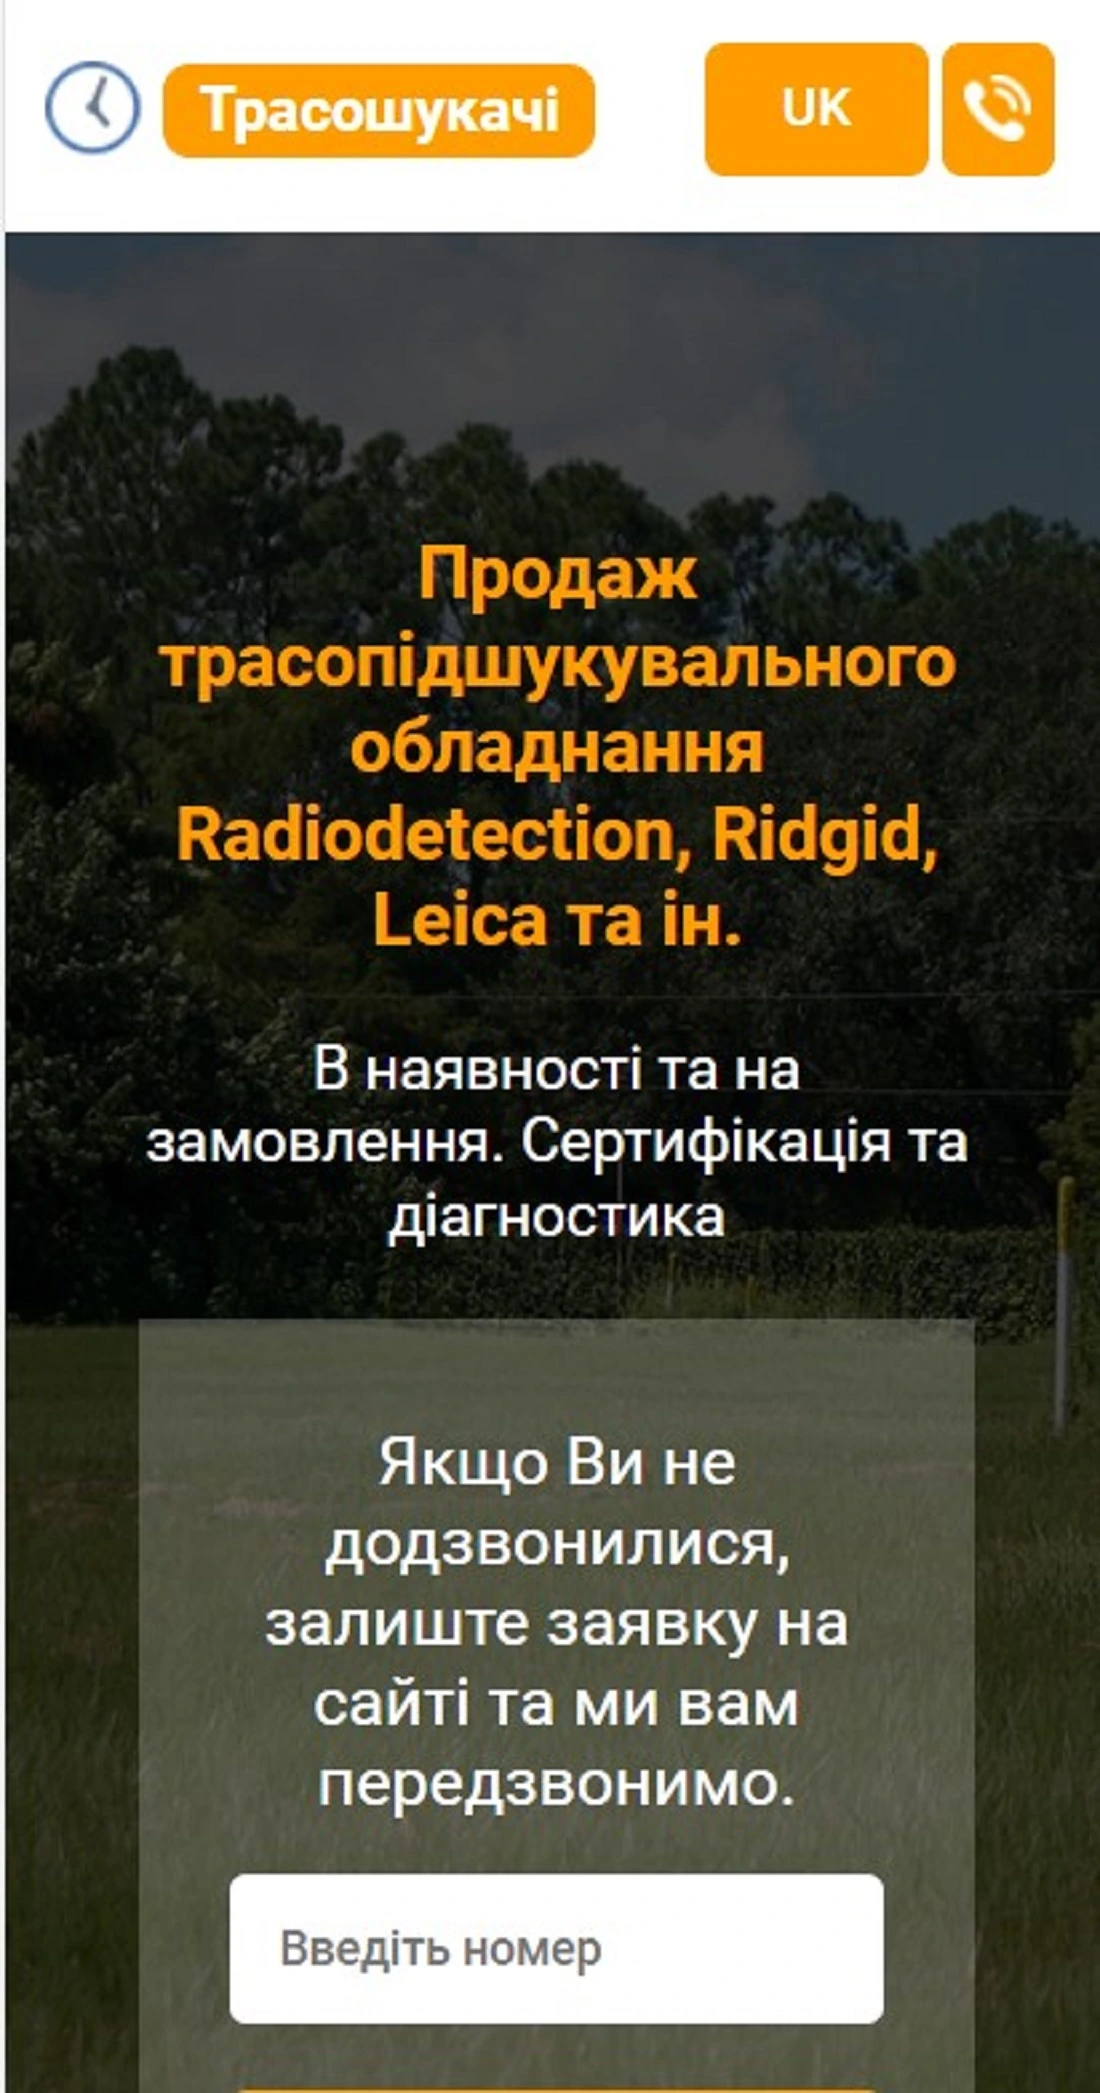 Трасошукачі
UK
Продаж
трасопідшукувального
обладнання
Radiodetection, Ridgid,
Leica та ін.
В наявності та на
замовлення. Сертифікація та
діагностика
Якщо Ви не
додзвонилися,
залиште заявку на
сайті та ми вам
передзвонимо.
Введіть номер